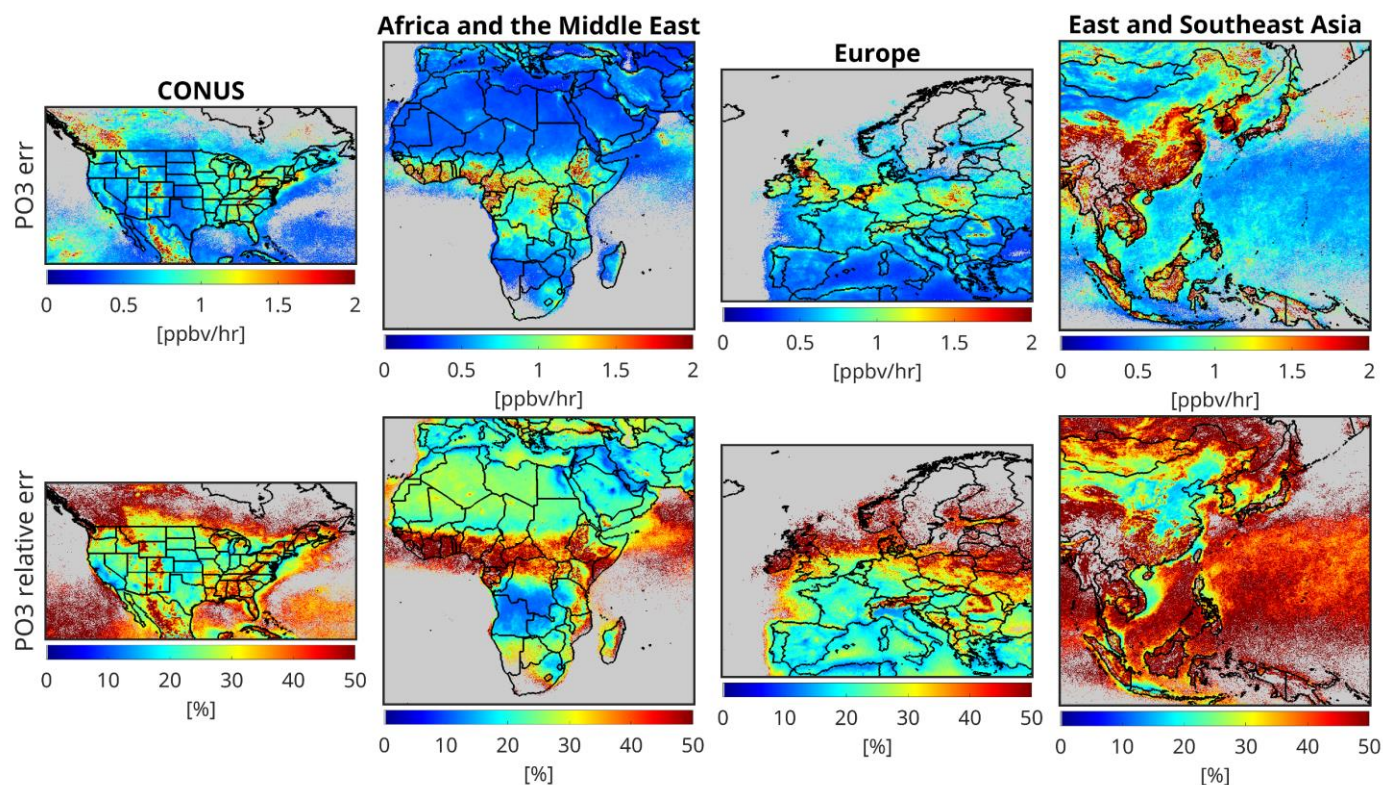 CONUS
Africa and the Middle East
Europe
East and Southeast Asia
PO3 err
0 0.5 1 1.5 2
[ppbv/hr]
0 0.5 1 1.5 2
[ppbv/hr]
0 0.5 1 1.5 2
[ppbv/hr]
0 0.5 1 1.5 2
[ppbv/hr]
PO3 relative err
0 10 20 30 40 50
[%]
0 10 20 30 40 50
[%]
0 10 20 30 40 50
[%]
0 10 20 30 40 50
[%]